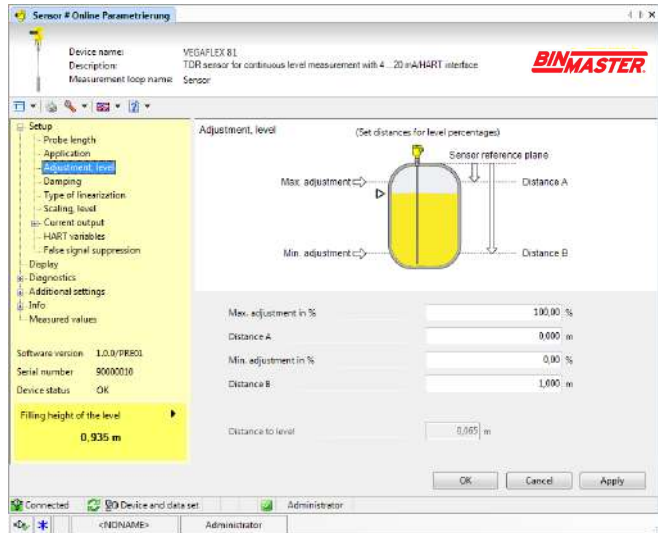 Sensor # Online Parametrierung
Device name: VEGAFLEX 81
Description: TDR sensor for continuous level measurement with 4 ... 20 mA/HART interface
Measurement loop name: Sensor
BINMASTER
Setup
Probe length
Application
Adjustment, level
Damping
Type of linearization
Scaling, level
Current output
HART variables
False signal suppression
Display
Diagnostics
Additional settings
Info
Measured values
Software version 1.0.0/PRE01
Serial number 90000010
Device status OK
Filling height of the level
0,935 m
Adjustment, level
(Set distances for level percentages)
Sensor reference plane
Max. adjustment
Distance A
Min. adjustment
Distance B
Max. adjustment in % 100,00 %
Distance A 0,000 m
Min. adjustment in % 0,00 %
Distance B 1,000 m
Distance to level 0,065 m
OK Cancel Apply
Connected Device and data set Administrator
<NONAME> Administrator